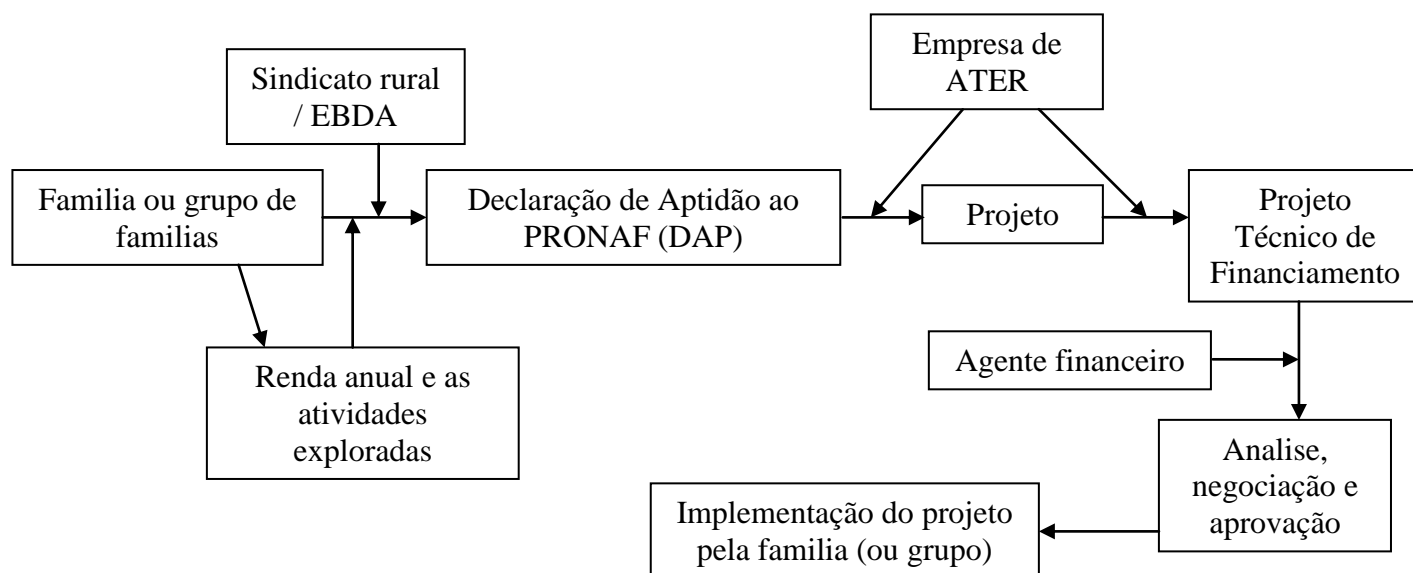 Empresa de
ATER
Sindicato rural
/ EBDA
Familia ou grupo de
familias
Declaração de Aptidão ao
PRONAF (DAP)
Projeto
Projeto
Técnico de
Financiamento
Renda anual e as
atividades
exploradas
Agente financeiro
Analise,
negociação e
aprovação
Implementação do projeto
pela familia (ou grupo)